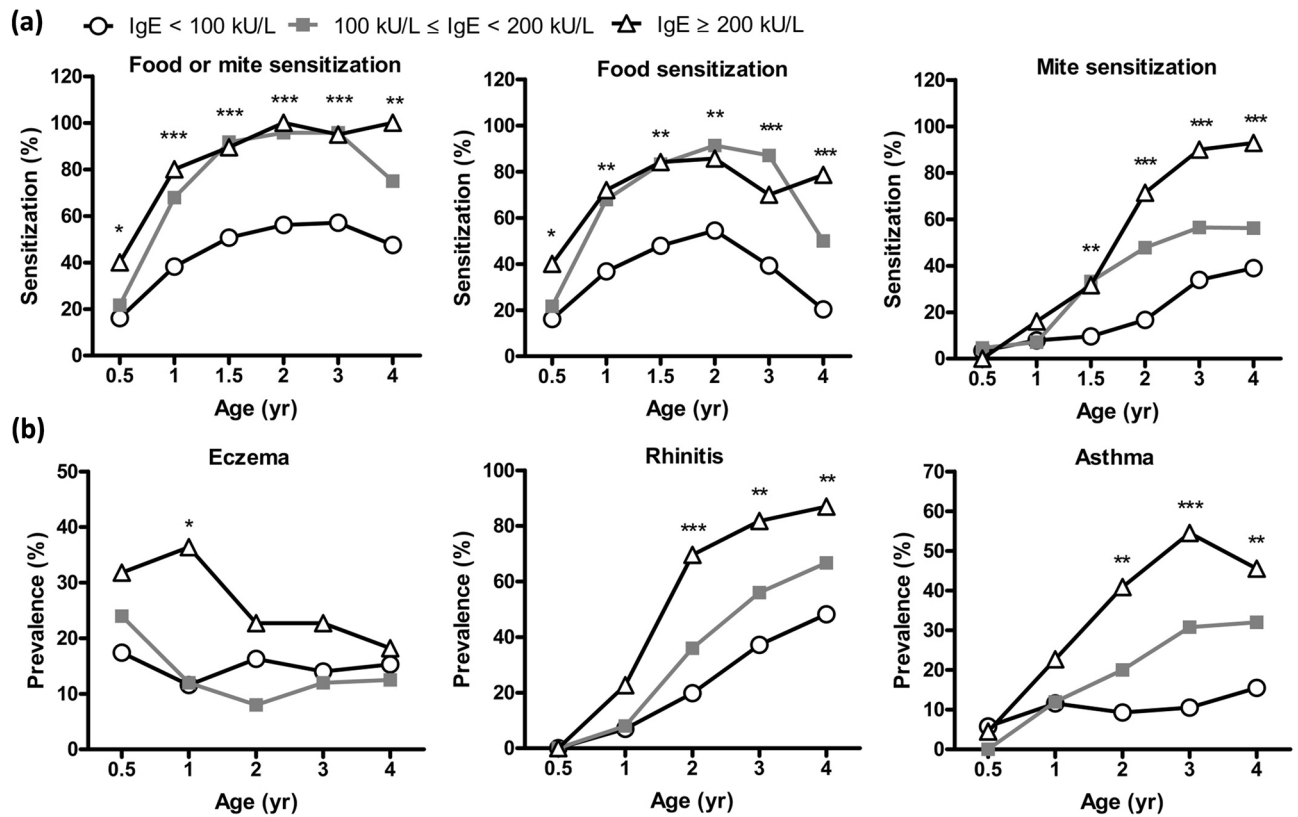 (a)
IgE < 100 kU/L 100 kU/L ≤ IgE < 200 kU/L IgE ≥ 200 kU/L
Food or mite sensitization
Sensitization (%)
120
100
80
60
40
20
0
* *** *** *** *** **
0.5 1 1.5 2 3 4
Age (yr)
Food sensitization
Sensitization (%)
120
100
80
60
40
20
0
* ** ** ** *** ***
0.5 1 1.5 2 3 4
Age (yr)
Mite sensitization
Sensitization (%)
120
100
80
60
40
20
0
** *** *** ***
0.5 1 1.5 2 3 4
Age (yr)
(b)
Eczema
Prevalence (%)
50
40
30
20
10
0
*
0.5 1 2 3 4
Age (yr)
Rhinitis
Prevalence (%)
100
80
60
40
20
0
*** ** **
0.5 1 2 3 4
Age (yr)
Asthma
Prevalence (%)
70
60
50
40
30
20
10
0
** *** **
0.5 1 2 3 4
Age (yr)